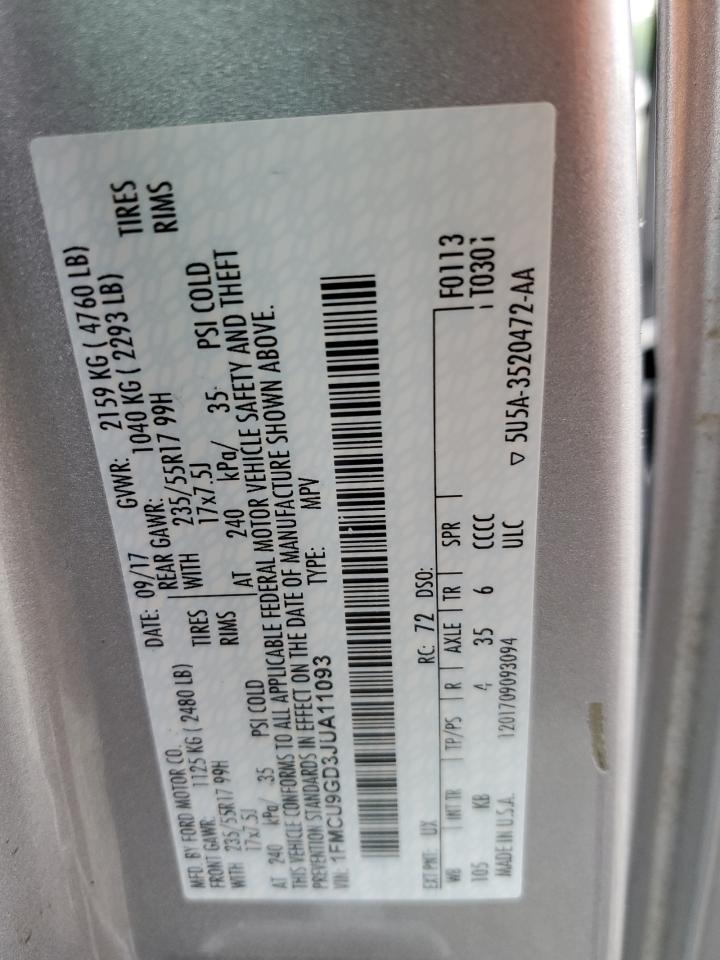 MFD. BY FORD MOTOR CO. DATE: 09/17 GVWR: 2159 KG ( 4760 LB)
FRONT GAWR: 1125 KG ( 2480 LB) REAR GAWR: 1040 KG ( 2293 LB)
WITH 235/55R17 99H TIRES WITH 235/55R17 99H TIRES
17x7.5J RIMS 17x7.5J RIMS
AT 240 kPa/ 35 PSI COLD AT 240 kPa/ 35 PSI COLD
THIS VEHICLE CONFORMS TO ALL APPLICABLE FEDERAL MOTOR VEHICLE SAFETY AND THEFT
PREVENTION STANDARDS IN EFFECT ON THE DATE OF MANUFACTURE SHOWN ABOVE.
VIN: 1FMCU9GD3JUA11093 TYPE: MPV
EXT PNT: UX RC: 72 DSO: F0113
WB INT TR TP/PS R AXLE TR SPR T0301
105 KB 4 35 6 CCCC
MADE IN U.S.A. 1201709093094 ULC ▽ 5U5A-3520472-AA